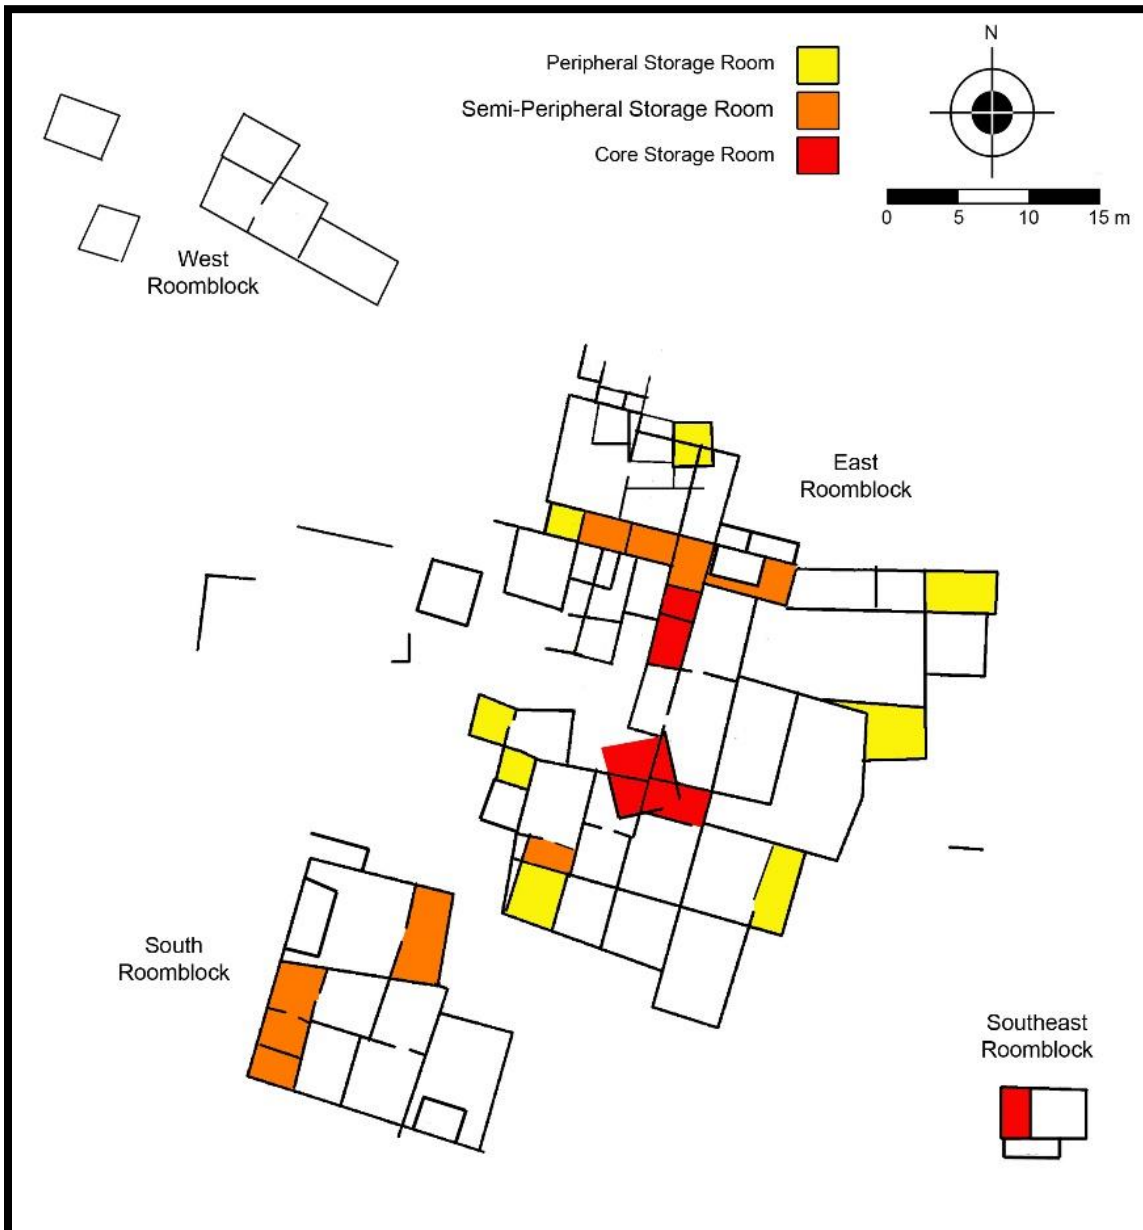 N
Peripheral Storage Room
Semi-Peripheral Storage Room
Core Storage Room
0 5 10 15 m
West
Roomblock
East
Roomblock
South
Roomblock
Southeast
Roomblock